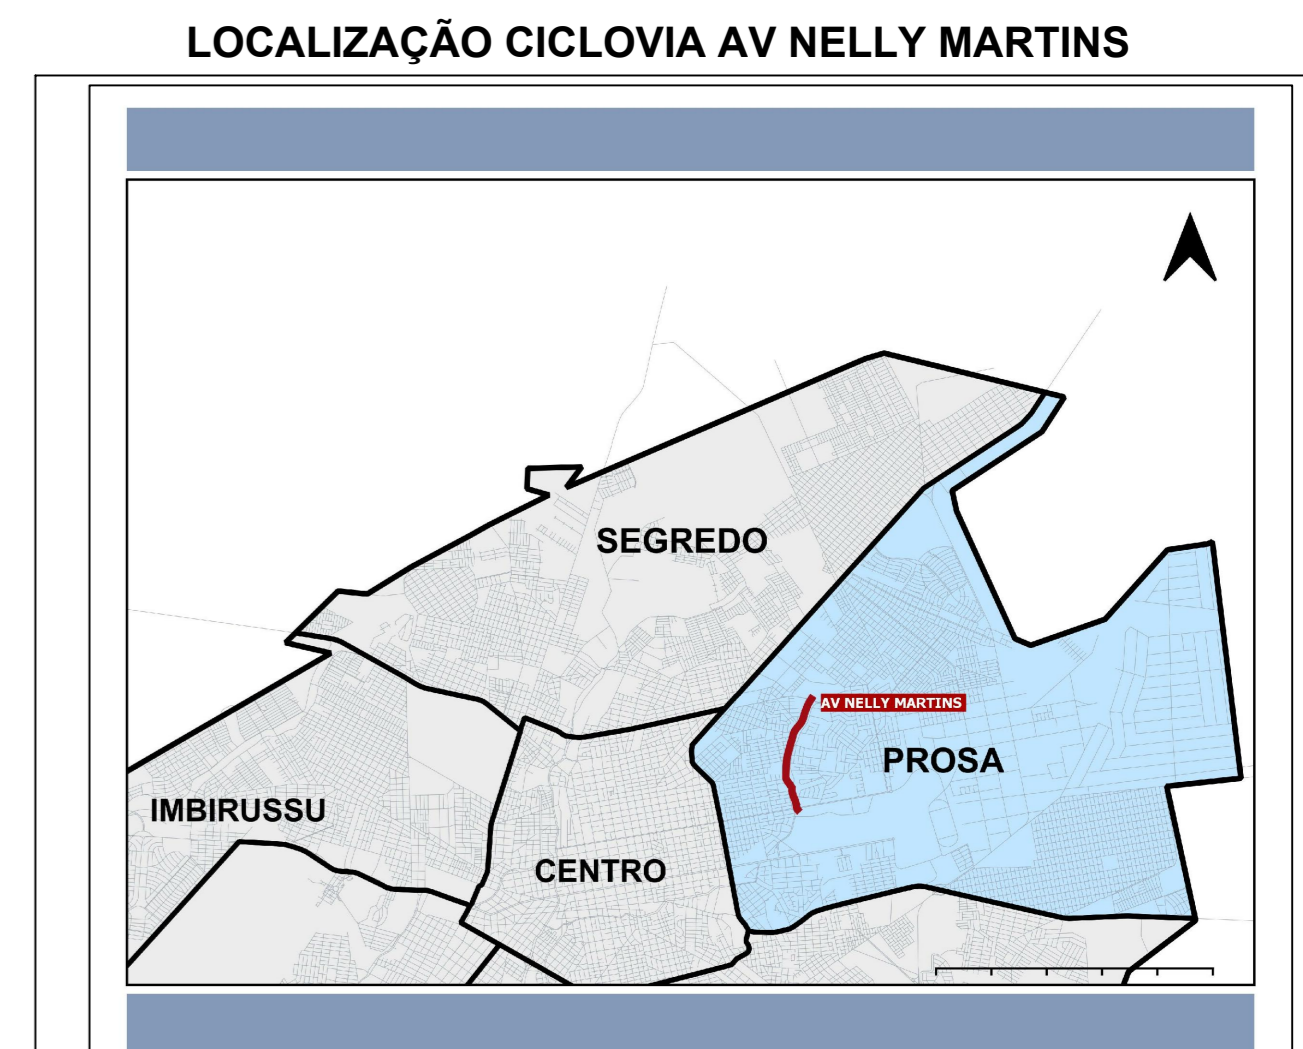 LOCALIZAÇÃO CICLOVIA AV NELLY MARTINS
SEGREDO
AV NELLY MARTINS
PROSA
IMBIRUSSU
CENTRO